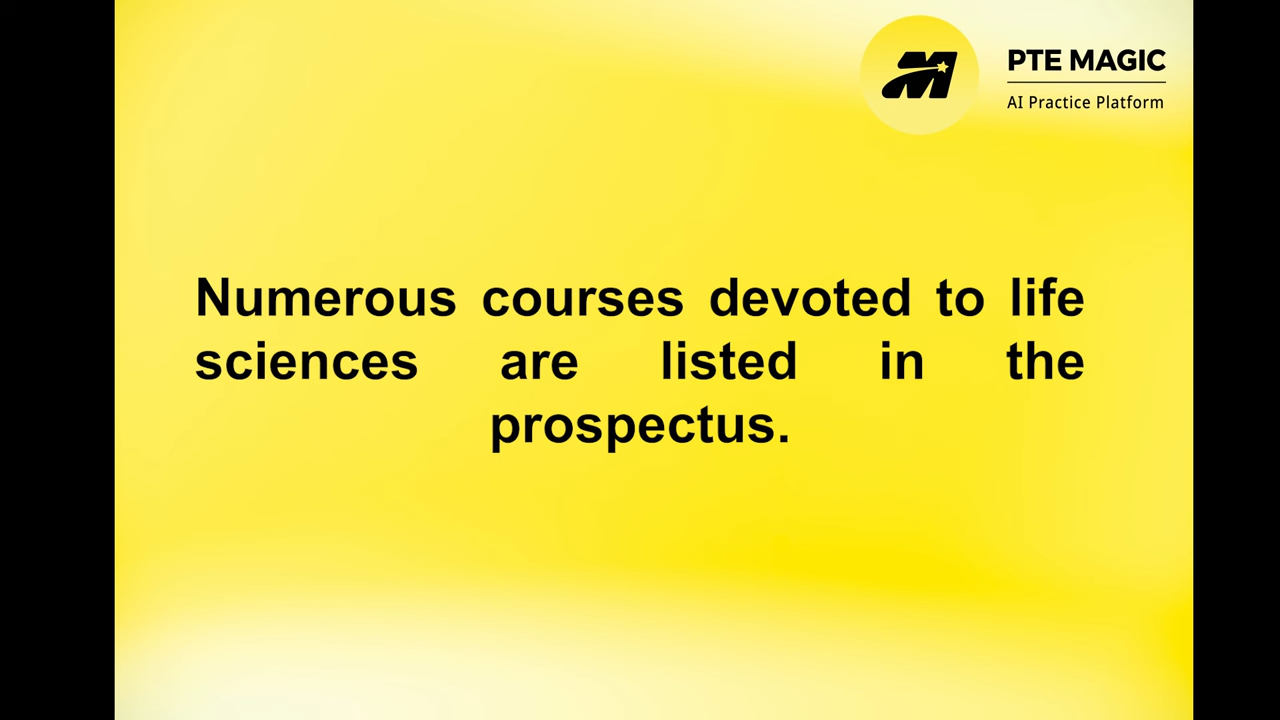 PTE MAGIC
AI Practice Platform
Numerous courses devoted to life
sciences are listed in the
prospectus.